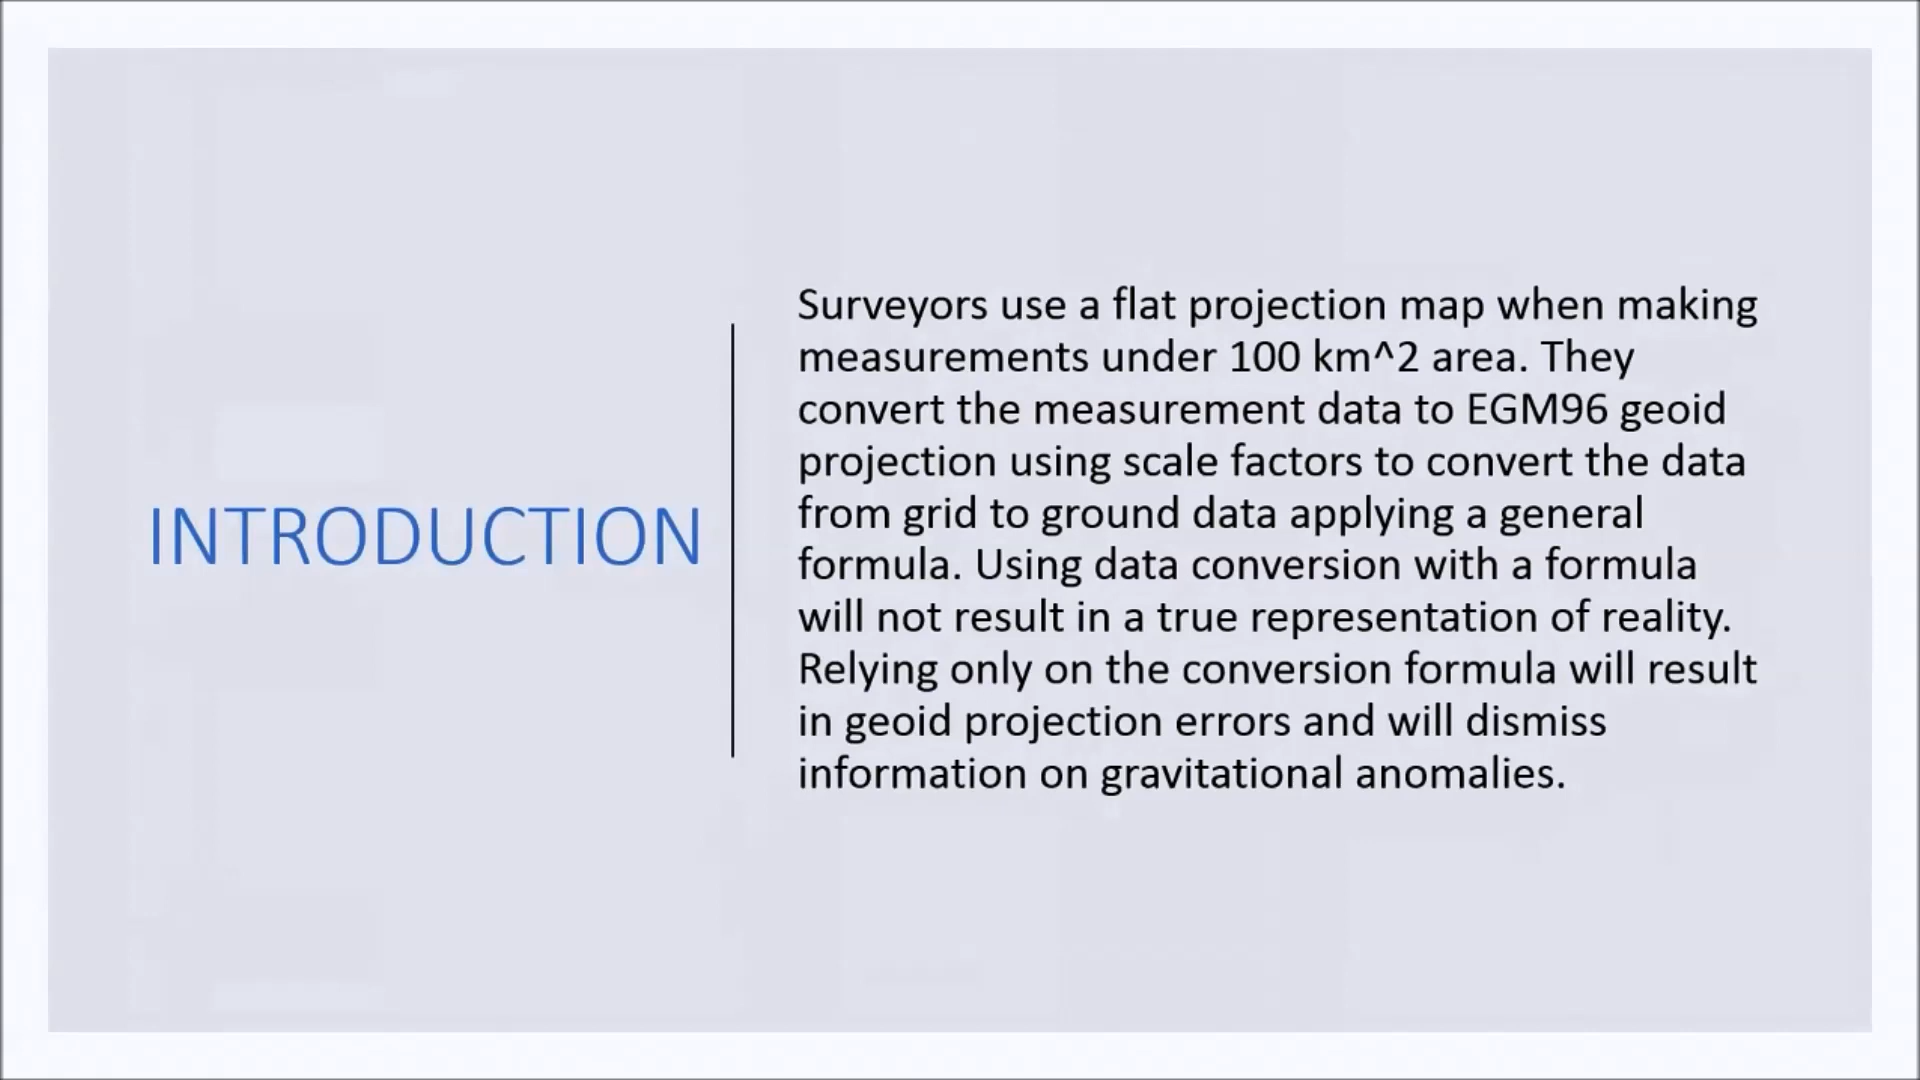 INTRODUCTION
Surveyors use a flat projection map when making
measurements under 100 km^2 area. They
convert the measurement data to EGM96 geoid
projection using scale factors to convert the data
from grid to ground data applying a general
formula. Using data conversion with a formula
will not result in a true representation of reality.
Relying only on the conversion formula will result
in geoid projection errors and will dismiss
information on gravitational anomalies.